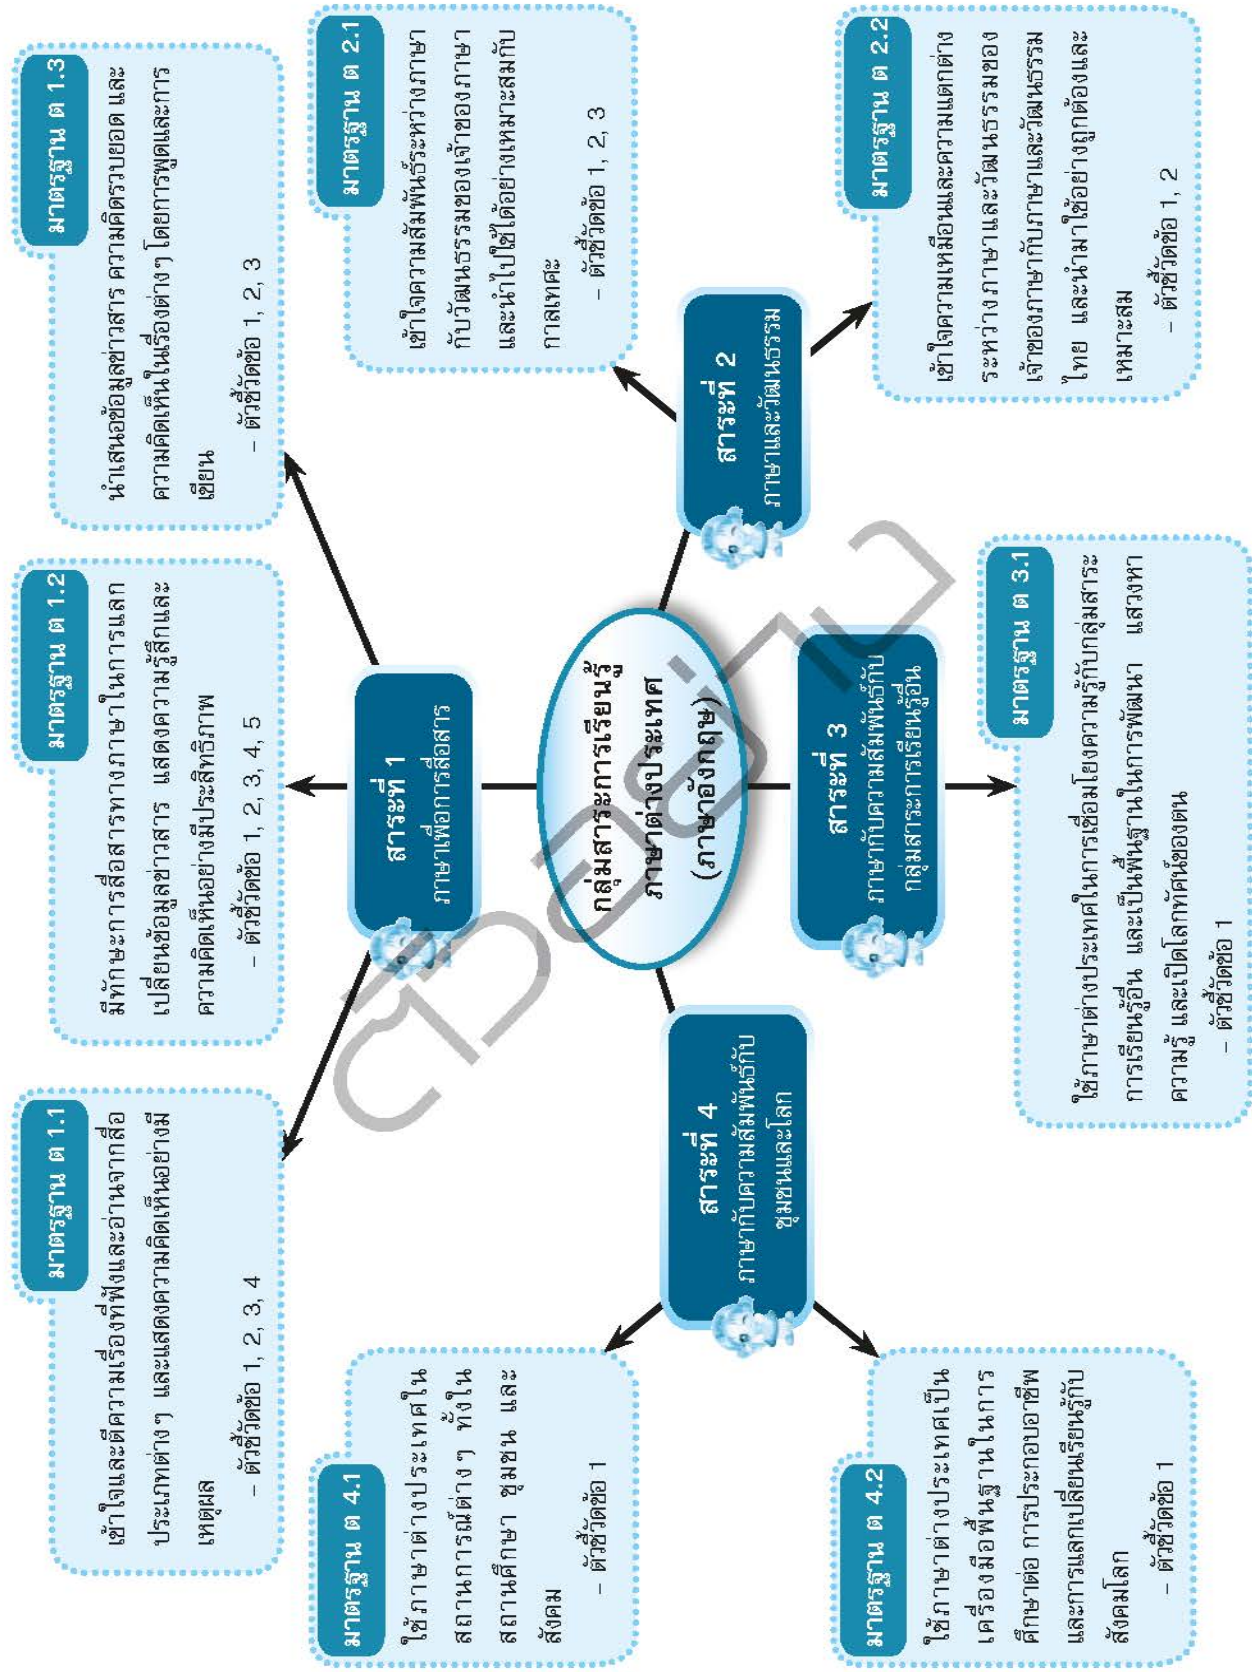 มาตรฐาน ต 1.1
เข้าใจและตีความเรื่องที่ฟังและอ่านจากสื่อ
ประเภทต่างๆ และแสดงความคิดเห็นอย่างมี
เหตุผล
– ตัวชี้วัดข้อ 1, 2, 3, 4
มาตรฐาน ต 1.2
มีทักษะการสื่อสารทางภาษาในการแลก
เปลี่ยนข้อมูลข่าวสาร แสดงความรู้สึกและ
ความคิดเห็นอย่างมีประสิทธิภาพ
– ตัวชี้วัดข้อ 1, 2, 3, 4, 5
มาตรฐาน ต 1.3
นำเสนอข้อมูลข่าวสาร ความคิดรวบยอด และ
ความคิดเห็นในเรื่องต่างๆ โดยการพูดและการ
เขียน
– ตัวชี้วัดข้อ 1, 2, 3
สาระที่ 1
ภาษาเพื่อการสื่อสาร
มาตรฐาน ต 4.1
ใช้ภาษาต่างประเทศใน
สถานการณ์ต่างๆ ทั้งใน
สถานศึกษา ชุมชน และ
สังคม
– ตัวชี้วัดข้อ 1
มาตรฐาน ต 2.1
เข้าใจความสัมพันธ์ระหว่างภาษา
กับวัฒนธรรมของเจ้าของภาษา
และนำไปใช้ได้อย่างเหมาะสมกับ
กาลเทศะ
– ตัวชี้วัดข้อ 1, 2, 3
กลุ่มสาระการเรียนรู้
ภาษาต่างประเทศ
(ภาษาอังกฤษ)
สาระที่ 4
ภาษากับความสัมพันธ์กับ
ชุมชนและโลก
สาระที่ 2
ภาษาและวัฒนธรรม
สาระที่ 3
ภาษากับความสัมพันธ์กับ
กลุ่มสาระการเรียนรู้อื่น
มาตรฐาน ต 4.2
ใช้ภาษาต่างประเทศเป็น
เครื่องมือพื้นฐานในการ
ศึกษาต่อ การประกอบอาชีพ
และการแลกเปลี่ยนเรียนรู้กับ
สังคมโลก
– ตัวชี้วัดข้อ 1
มาตรฐาน ต 3.1
ใช้ภาษาต่างประเทศในการเชื่อมโยงความรู้กับกลุ่มสาระ
การเรียนรู้อื่น และเป็นพื้นฐานในการพัฒนา แสวงหา
ความรู้ และเปิดโลกทัศน์ของตน
– ตัวชี้วัดข้อ 1
มาตรฐาน ต 2.2
เข้าใจความเหมือนและความแตกต่าง
ระหว่างภาษาและวัฒนธรรมของ
เจ้าของภาษากับภาษาและวัฒนธรรม
ไทย และนำมาใช้อย่างถูกต้องและ
เหมาะสม
– ตัวชี้วัดข้อ 1, 2
ตัวอย่าง